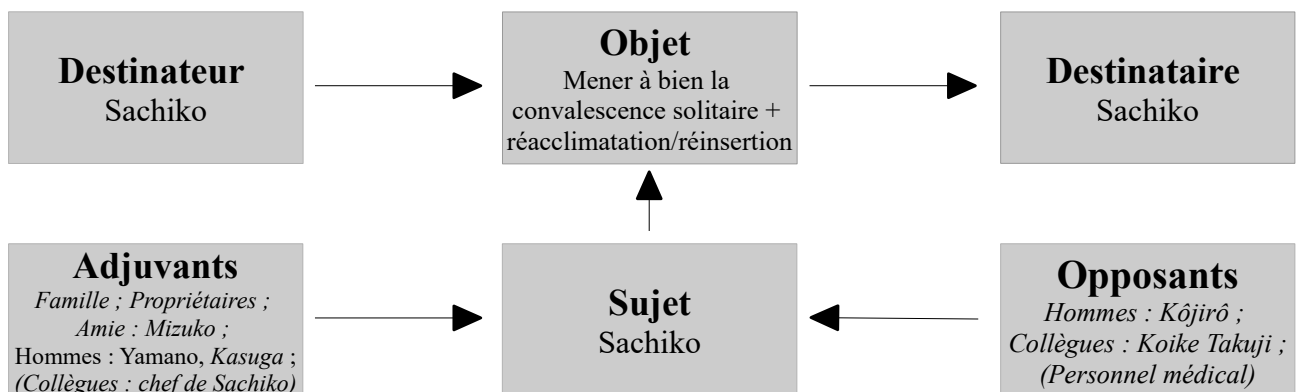 Destinateur
Sachiko
Objet
Mener à bien la
convalescence solitaire +
réacclimatation/réinsertion
Destinataire
Sachiko
Adjuvants
Famille ; Propriétaires ;
Amie : Mizuko ;
Hommes : Yamano, Kasuga ;
(Collègues : chef de Sachiko)
Sujet
Sachiko
Opposants
Hommes : Kôjirô ;
Collègues : Koike Takuji ;
(Personnel médical)